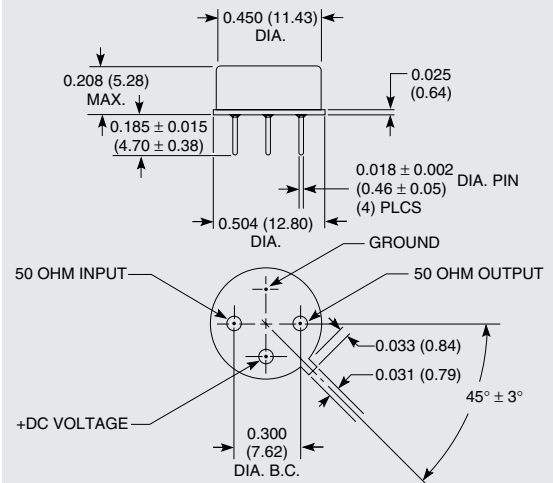 0.450 (11.43)
DIA.
0.208 (5.28)
MAX.
0.025
(0.64)
0.185 ± 0.015
(4.70 ± 0.38)
0.018 ± 0.002
(0.46 ± 0.05)
(4) PLCS
DIA. PIN
0.504 (12.80)
DIA.
GROUND
50 OHM INPUT
50 OHM OUTPUT
0.033 (0.84)
0.031 (0.79)
45° ± 3°
+DC VOLTAGE
0.300
(7.62)
DIA. B.C.